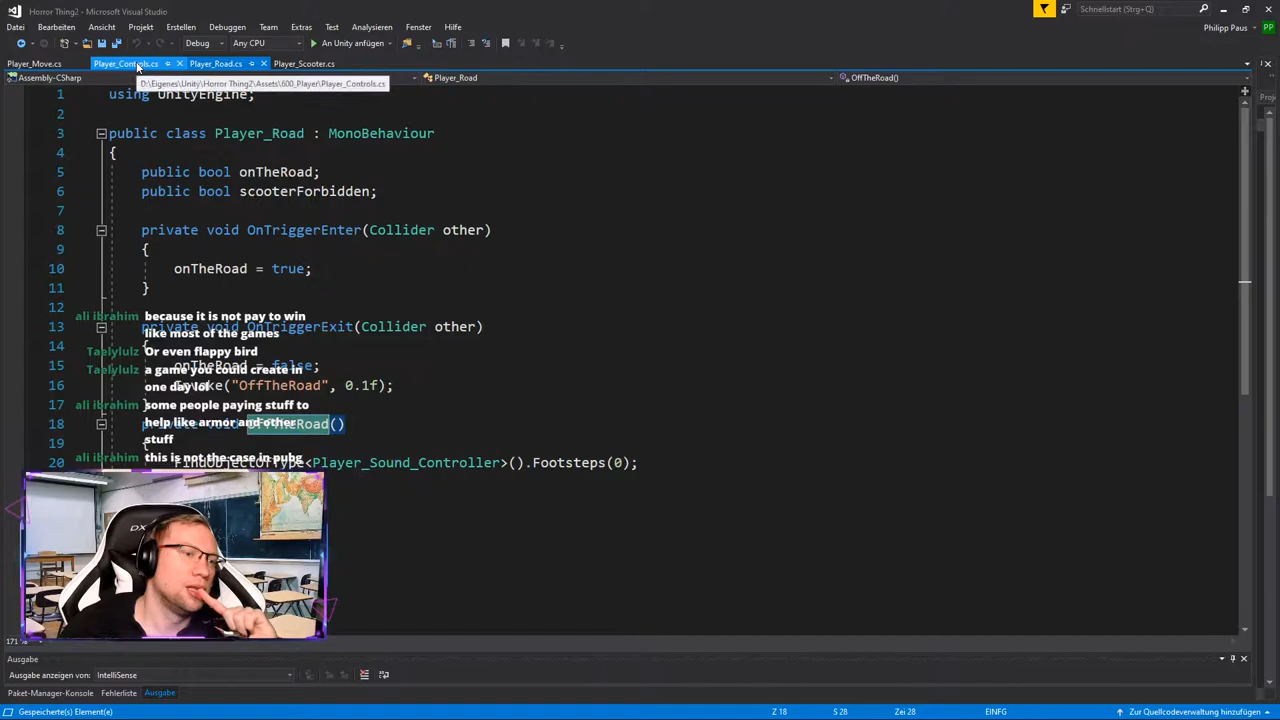 Horror Thing2 - Microsoft Visual Studio
Schnellstart (Strg+Q)
Datei Bearbeiten Ansicht Projekt Erstellen Debuggen Team Extras Test Analysieren Fenster Hilfe
Philipp Paus PP
Debug Any CPU An Unity anfügen
Player_Move.cs Player_Controls.cs Player_Road.cs Player_Scooter.cs
Assembly-CSharp Player_Road OffTheRoad()
D:\Eigenes\Unity\Horror Thing2\Assets\600_Player\Player_Controls.cs
Proj
1 using UnityEngine;
2
3 public class Player_Road : MonoBehaviour
4 {
5 public bool onTheRoad;
6 public bool scooterForbidden;
7
8 private void OnTriggerEnter(Collider other)
9 {
10 onTheRoad = true;
11 }
12
ali ibrahim because it is not pay to win
like most of the games
13 private void OnTriggerExit(Collider other)
14
Taelylulz Or even flappy bird
15 onTheRoad = false;
Taelylulz a game you could create in
one day lol
16 Invoke("OffTheRoad", 0.1f);
17 }
ali ibrahim some people paying stuff to
help like armor and other
stuff
18 private void OffTheRoad()
19 {
ali ibrahim this is not the case in pubg
20 FindObjectOfType<Player_Sound_Controller>().Footsteps(0);
DX
171 %
Ausgabe
Ausgabe anzeigen von: IntelliSense
Paket-Manager-Konsole Fehlerliste Ausgabe
Gespeicherte(s) Element(e) Z 18 S 28 Zei 28 EINFG Zur Quellcodeverwaltung hinzufügen